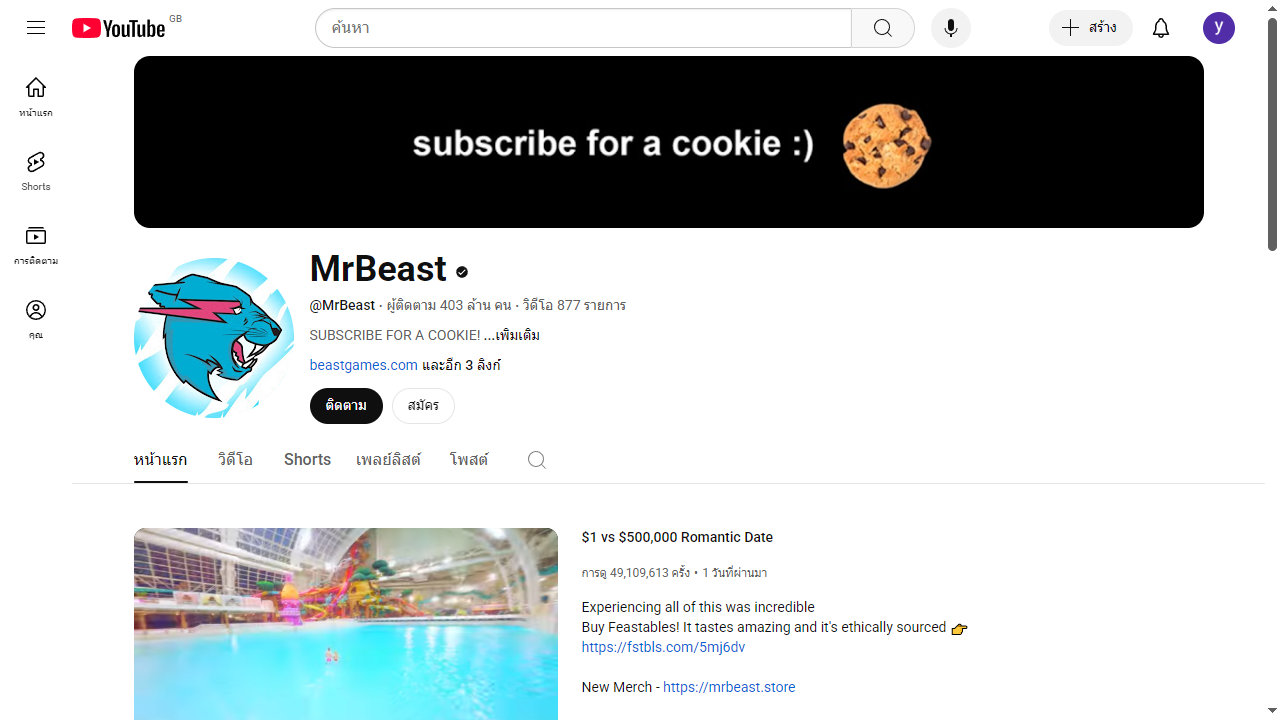 YouTube GB
ค้นหา
สร้าง
y
หน้าแรก
Shorts
การติดตาม
คุณ
subscribe for a cookie :)
MrBeast
@MrBeast · ผู้ติดตาม 403 ล้าน คน · วิดีโอ 877 รายการ
SUBSCRIBE FOR A COOKIE! ...เพิ่มเติม
beastgames.com และอีก 3 ลิงก์
ติดตาม สมัคร
หน้าแรก วิดีโอ Shorts เพลย์ลิสต์ โพสต์
$1 vs $500,000 Romantic Date
การดู 49,109,613 ครั้ง • 1 วันที่ผ่านมา
Experiencing all of this was incredible
Buy Feastables! It tastes amazing and it's ethically sourced 👉
https://fstbls.com/5mj6dv
New Merch - https://mrbeast.store